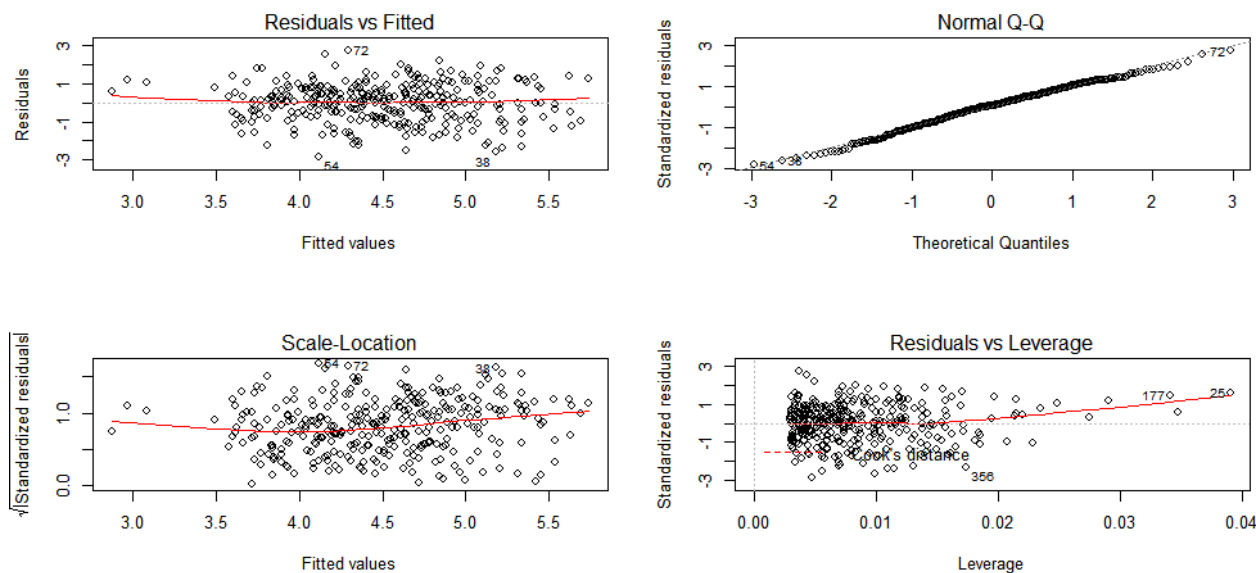 Residuals vs Fitted
Residuals
3
1
-1
-3
72
54
38
3.0 3.5 4.0 4.5 5.0 5.5
Fitted values
Normal Q-Q
Standardized residuals
3
1
-1
-3
72
54
38
-3 -2 -1 0 1 2 3
Theoretical Quantiles
Scale-Location
√|Standardized residuals|
1.0
0.0
54
72
38
3.0 3.5 4.0 4.5 5.0 5.5
Fitted values
Residuals vs Leverage
Standardized residuals
3
1
-1
-3
177
25
Cook's distance
356
0.00 0.01 0.02 0.03 0.04
Leverage